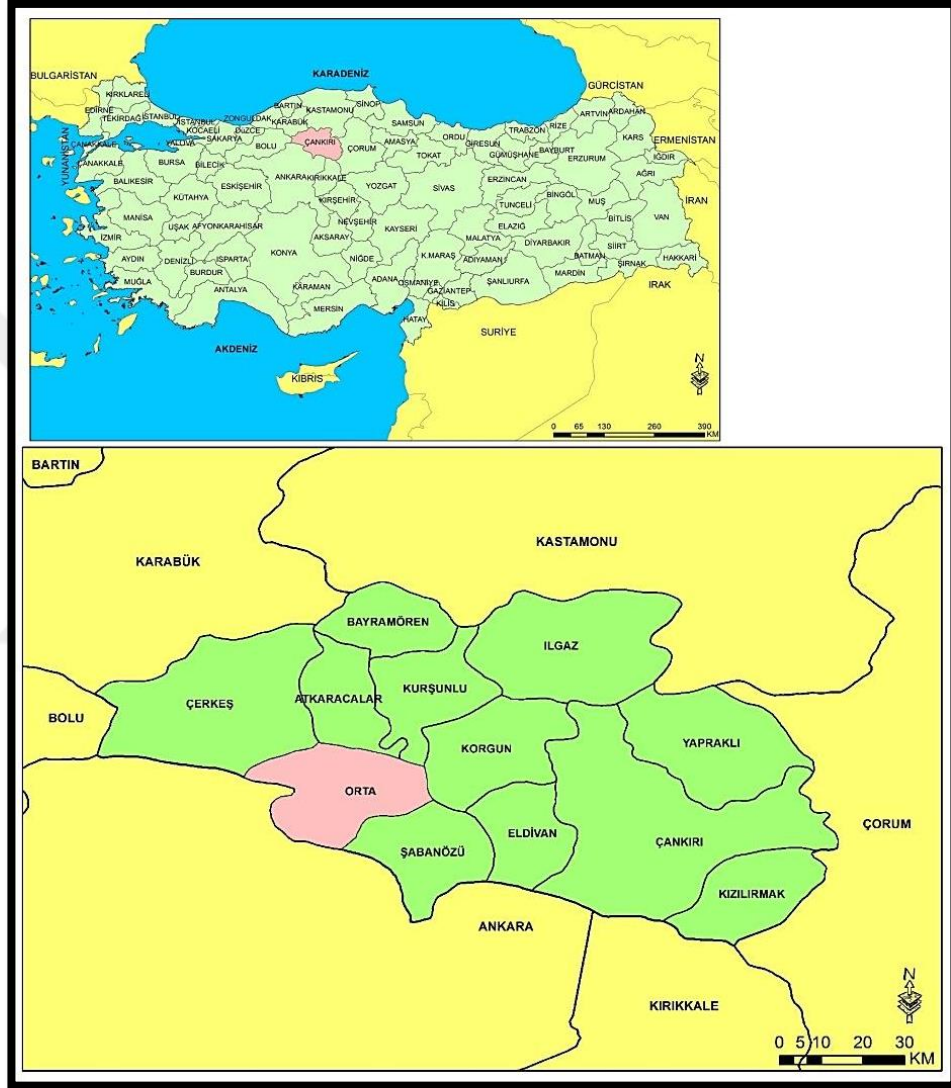 KARADENİZ
BULGARİSTAN
GÜRCİSTAN
KIRKLARELİ
EDİRNE
TEKİRDAĞ
İSTANBUL
İSTANBUL
KOCAELİ
YALOVA
SAKARYA
DÜZCE
ZONGULDAK
BARTIN
KARABÜK
KASTAMONU
SİNOP
SAMSUN
ORDU
GİRESUN
TRABZON
RİZE
ARTVİN
ARDAHAN
KARS
ERMENİSTAN
IĞDIR
YUNANİSTAN
ÇANAKKALE
ÇANAKKALE
BURSA
BİLECİK
BOLU
ÇANKIRI
ÇORUM
AMASYA
TOKAT
GÜMÜŞHANE
BAYBURT
ERZURUM
AĞRI
BALIKESİR
KÜTAHYA
ESKİŞEHİR
ANKARA
KIRIKKALE
YOZGAT
SİVAS
ERZİNCAN
TUNCELİ
BİNGÖL
MUŞ
İRAN
MANİSA
UŞAK
AFYONKARAHİSAR
KIRŞEHİR
NEVŞEHİR
KAYSERİ
MALATYA
ELAZIĞ
DİYARBAKIR
BİTLİS
VAN
İZMİR
AYDIN
DENİZLİ
ISPARTA
BURDUR
KONYA
AKSARAY
NİĞDE
K.MARAŞ
ADIYAMAN
BATMAN
SİİRT
ŞIRNAK
HAKKARİ
MUĞLA
ANTALYA
KARAMAN
MERSİN
ADANA
OSMANİYE
GAZİANTEP
KİLİS
ŞANLIURFA
MARDİN
IRAK
HATAY
SURİYE
AKDENİZ
KIBRIS
N
0 65 130 260 390
KM
BARTIN
KARABÜK
KASTAMONU
BAYRAMÖREN
ILGAZ
ÇERKEŞ
ATKARACALAR
KURŞUNLU
BOLU
KORGUN
YAPRAKLI
ORTA
ÇORUM
ŞABANÖZÜ
ELDİVAN
ÇANKIRI
KIZILIRMAK
ANKARA
KIRIKKALE
N
0 5 10 20 30
KM